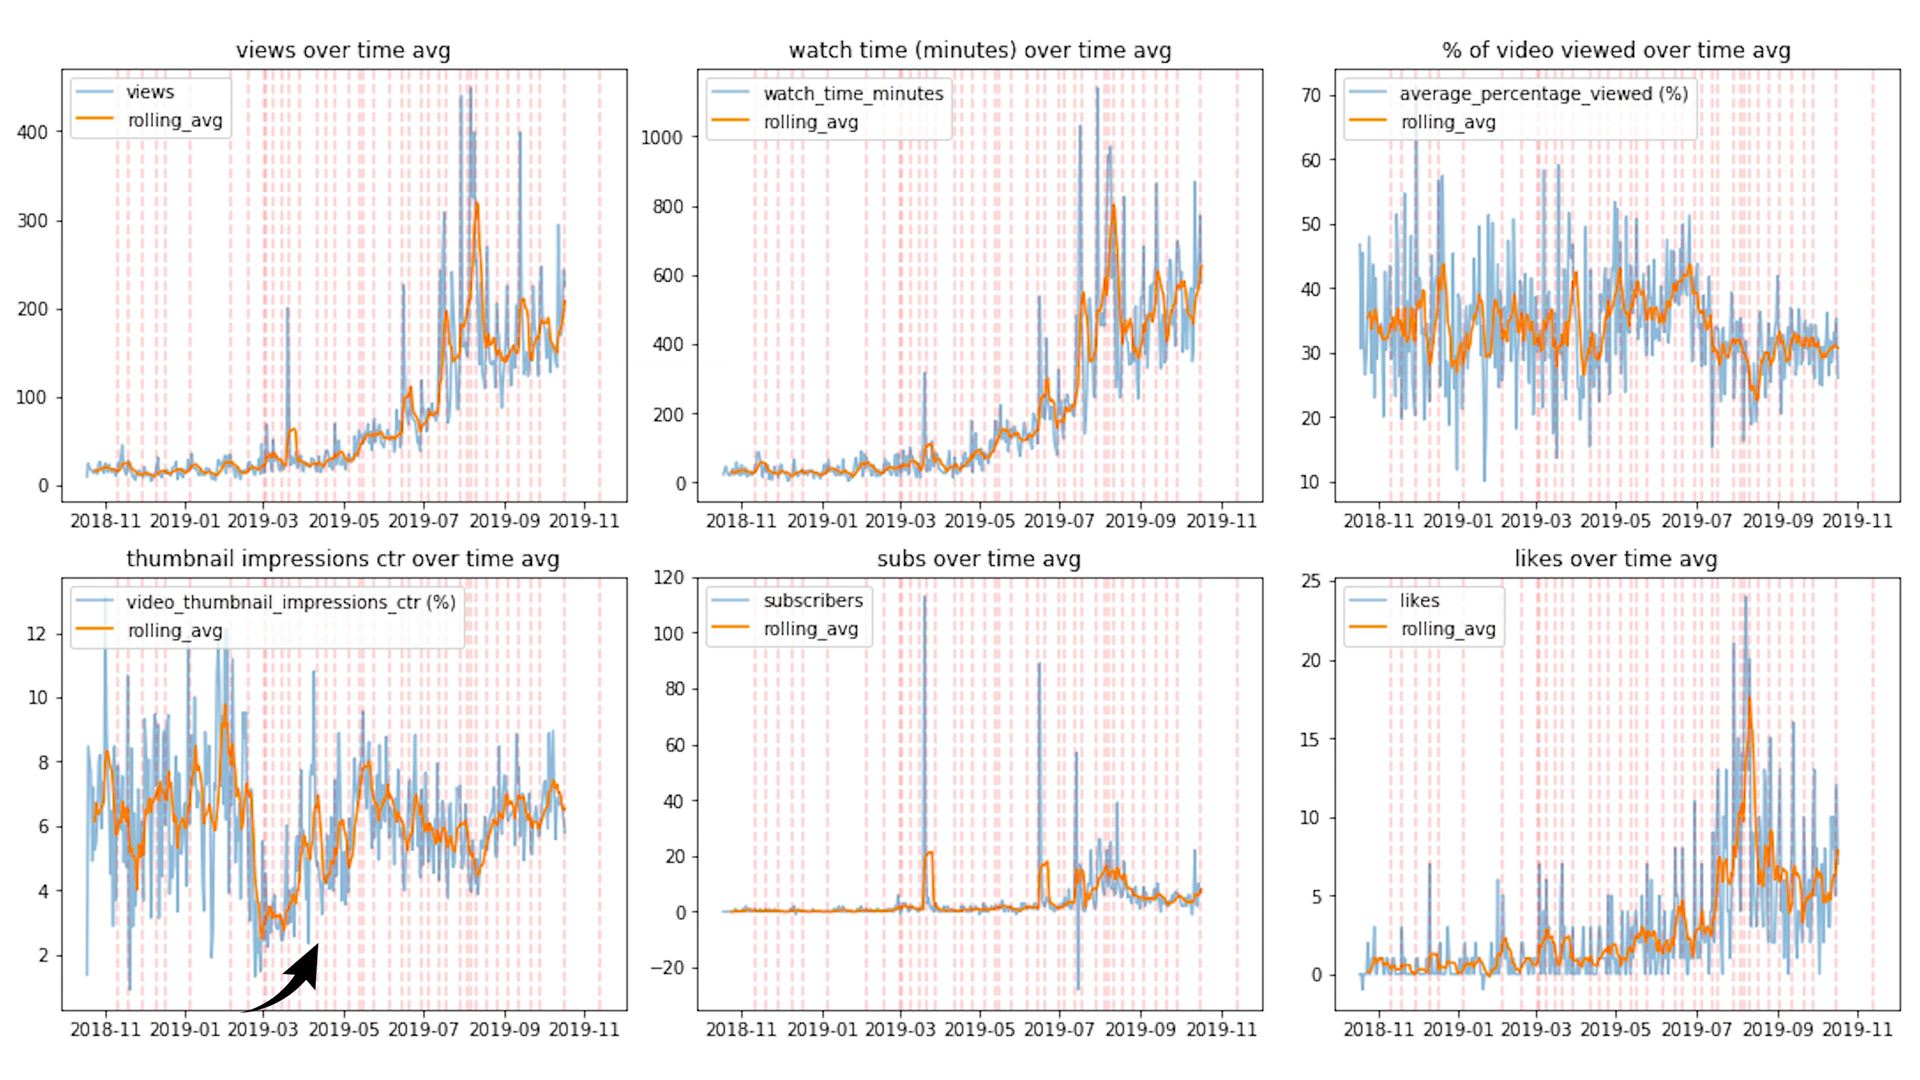 views over time avg
views
rolling_avg
400
300
200
100
0
2018-11 2019-01 2019-03 2019-05 2019-07 2019-09 2019-11
watch time (minutes) over time avg
watch_time_minutes
rolling_avg
1000
800
600
400
200
0
2018-11 2019-01 2019-03 2019-05 2019-07 2019-09 2019-11
% of video viewed over time avg
average_percentage_viewed (%)
rolling_avg
70
60
50
40
30
20
10
2018-11 2019-01 2019-03 2019-05 2019-07 2019-09 2019-11
thumbnail impressions ctr over time avg
video_thumbnail_impressions_ctr (%)
rolling_avg
12
10
8
6
4
2
2018-11 2019-01 2019-03 2019-05 2019-07 2019-09 2019-11
subs over time avg
subscribers
rolling_avg
120
100
80
60
40
20
0
−20
2018-11 2019-01 2019-03 2019-05 2019-07 2019-09 2019-11
likes over time avg
likes
rolling_avg
25
20
15
10
5
0
2018-11 2019-01 2019-03 2019-05 2019-07 2019-09 2019-11